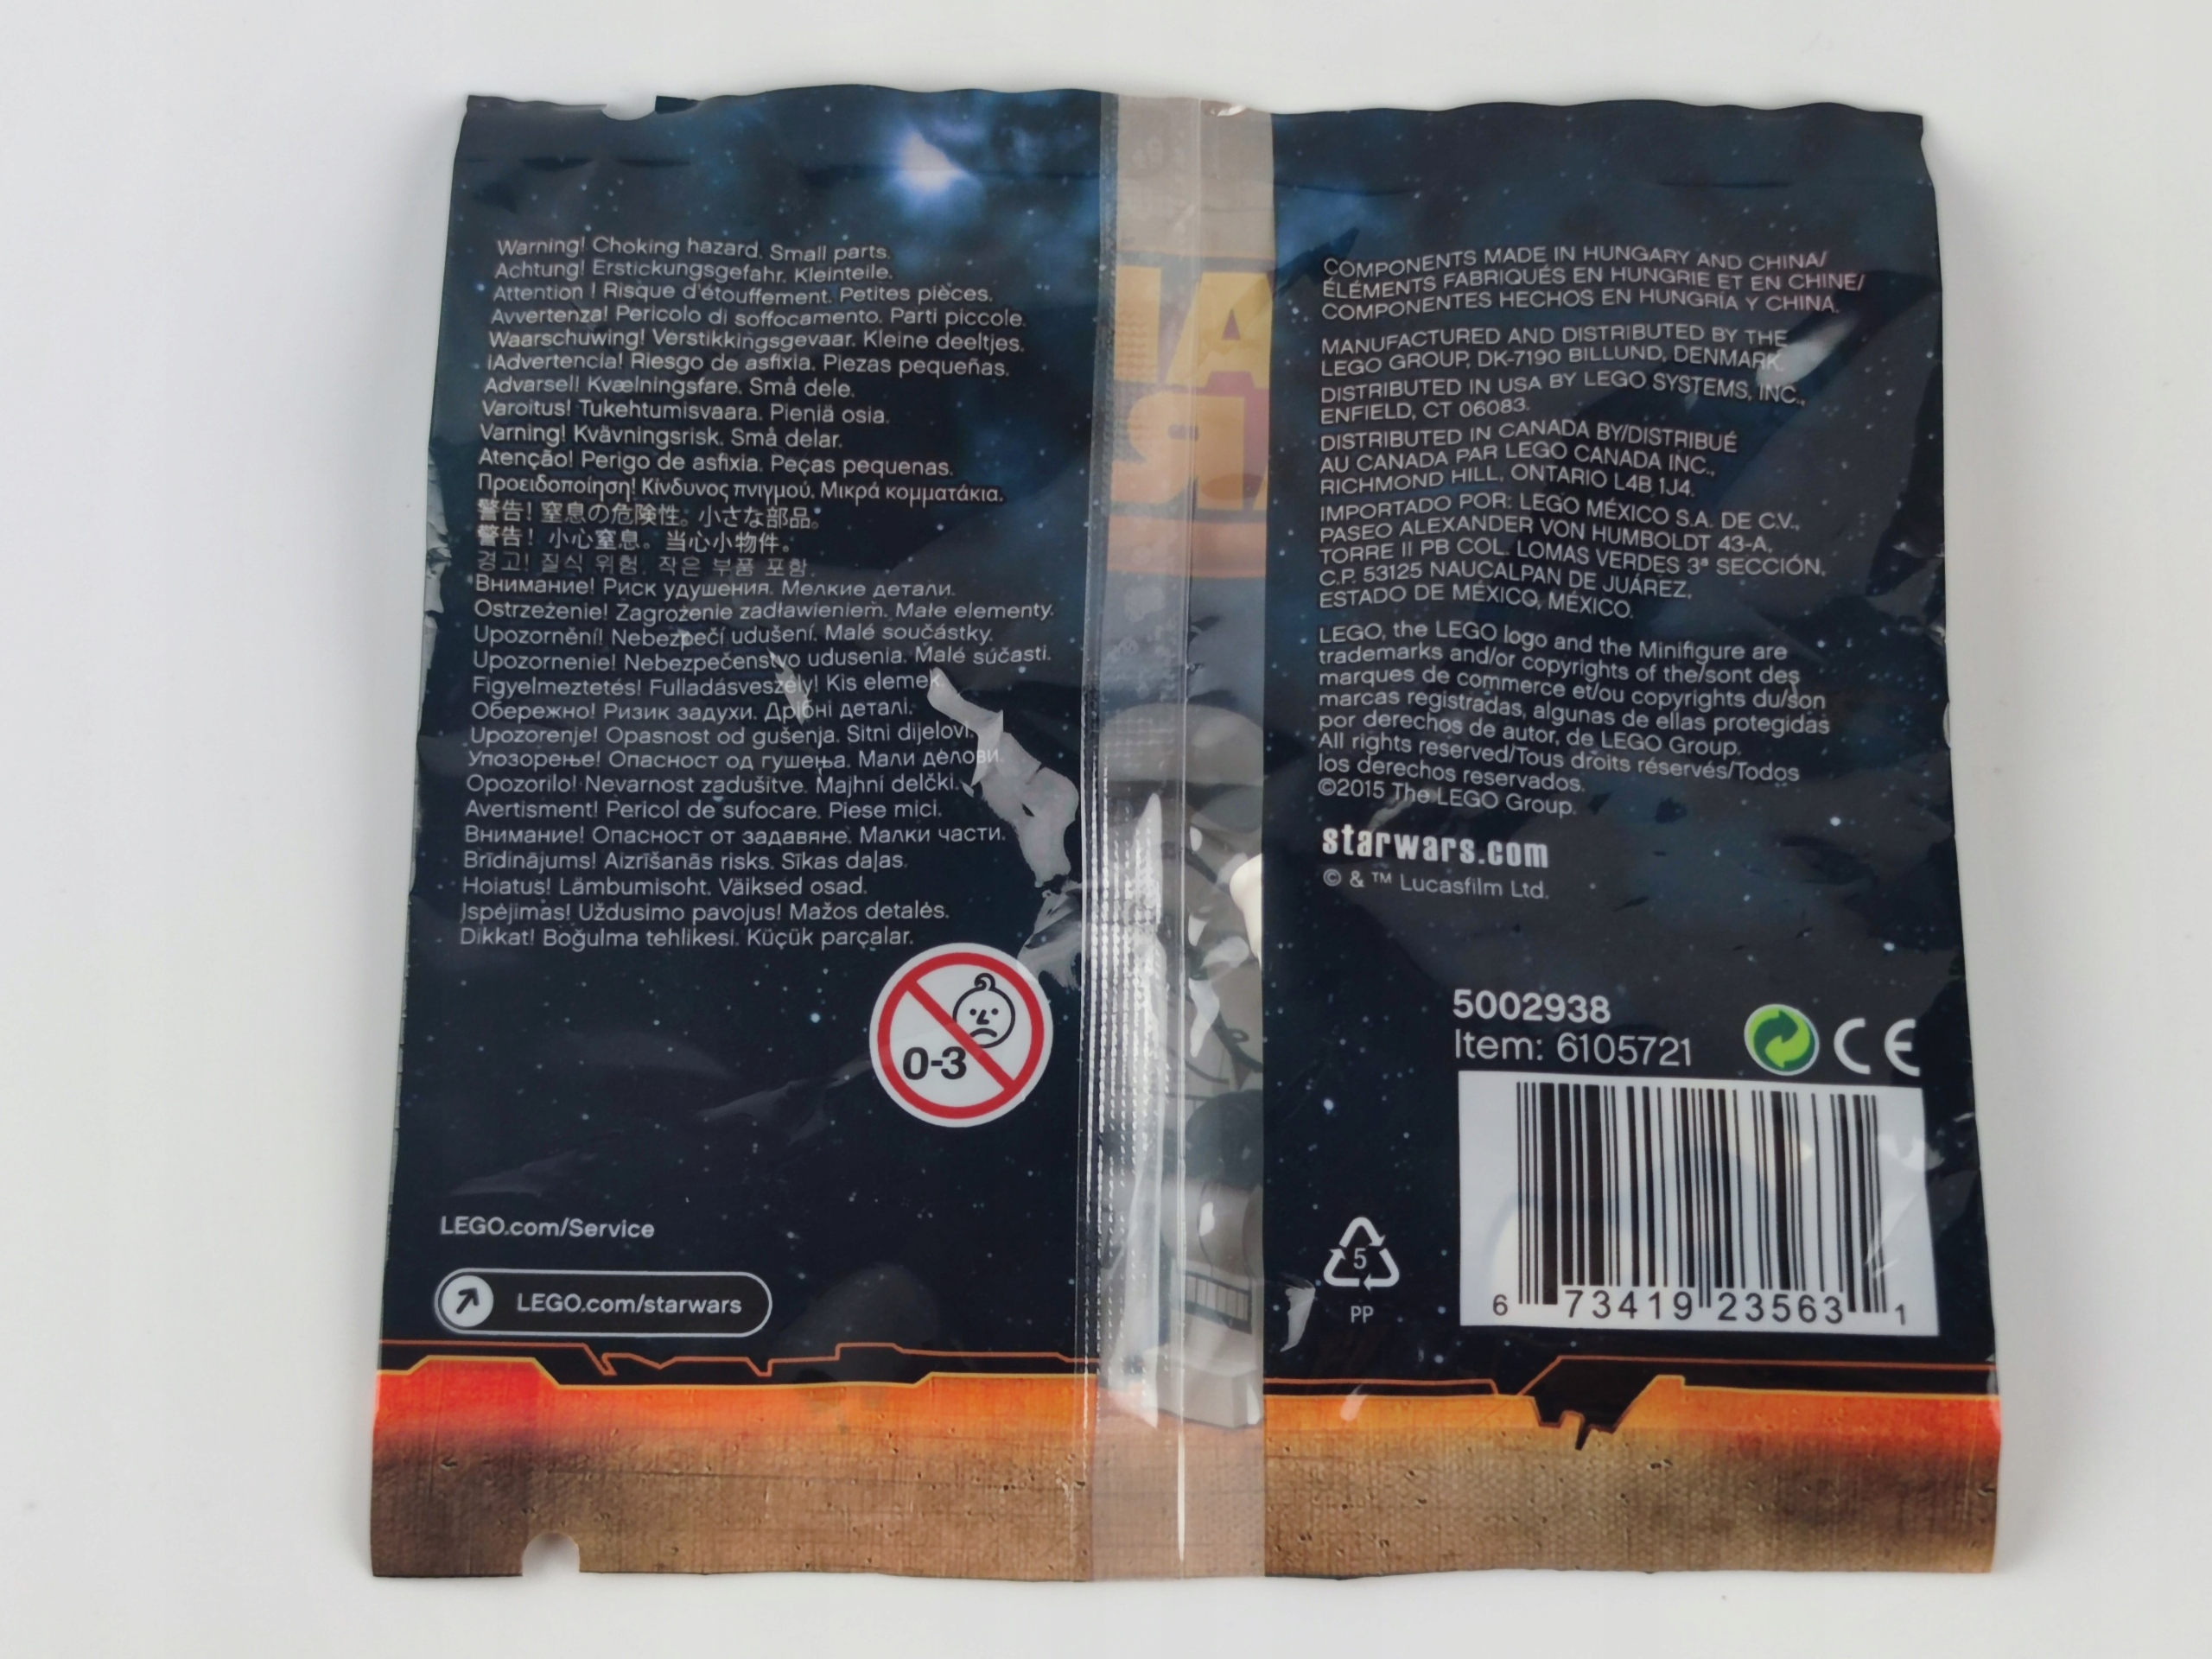 Warning! Choking hazard. Small parts.
Achtung! Erstickungsgefahr. Kleinteile.
Attention ! Risque d'étouffement. Petites pièces.
Avvertenza! Pericolo di soffocamento. Parti piccole.
Waarschuwing! Verstikkingsgevaar. Kleine deeltjes.
¡Advertencia! Riesgo de asfixia. Piezas pequeñas.
Advarsel! Kvælningsfare. Små dele.
Varoitus! Tukehtumisvaara. Pieniä osia.
Varning! Kvävningsrisk. Små delar.
Atenção! Perigo de asfixia. Peças pequenas.
Προειδοποίηση! Κίνδυνος πνιγμού. Μικρά κομματάκια.
警告! 窒息の危険性。小さな部品。
警告! 小心窒息。当心小物件。
경고! 질식 위험. 작은 부품 포함.
Внимание! Риск удушения. Мелкие детали.
Ostrzeżenie! Zagrożenie zadławieniem. Małe elementy.
Upozornění! Nebezpečí udušení. Malé součástky.
Upozornenie! Nebezpečenstvo udusenia. Malé súčasti.
Figyelmeztetés! Fulladásveszély! Kis elemek.
Обережно! Ризик задухи. Дрібні деталі.
Upozorenje! Opasnost od gušenja. Sitni dijelovi.
Упозорење! Опасност од гушења. Мали делови.
Opozorilo! Nevarnost zadušitve. Majhni delčki.
Avertisment! Pericol de sufocare. Piese mici.
Внимание! Опасност от задавяне. Малки части.
Brīdinājums! Aizrīšanās risks. Sīkas daļas.
Hoiatus! Lämbumisoht. Väiksed osad.
Įspėjimas! Uždusimo pavojus! Mažos detalės.
Dikkat! Boğulma tehlikesi. Küçük parçalar.
0-3
LEGO.com/Service
LEGO.com/starwars
COMPONENTS MADE IN HUNGARY AND CHINA/
ÉLÉMENTS FABRIQUÉS EN HUNGRIE ET EN CHINE/
COMPONENTES HECHOS EN HUNGRÍA Y CHINA.
MANUFACTURED AND DISTRIBUTED BY THE
LEGO GROUP, DK-7190 BILLUND, DENMARK.
DISTRIBUTED IN USA BY LEGO SYSTEMS, INC.,
ENFIELD, CT 06083.
DISTRIBUTED IN CANADA BY/DISTRIBUÉ
AU CANADA PAR LEGO CANADA INC.,
RICHMOND HILL, ONTARIO L4B 1J4.
IMPORTADO POR: LEGO MÉXICO S.A. DE C.V.,
PASEO ALEXANDER VON HUMBOLDT 43-A,
TORRE II PB COL. LOMAS VERDES 3ª SECCIÓN,
C.P. 53125 NAUCALPAN DE JUÁREZ,
ESTADO DE MÉXICO, MÉXICO.
LEGO, the LEGO logo and the Minifigure are
trademarks and/or copyrights of the/sont des
marques de commerce et/ou copyrights du/son
marcas registradas, algunas de ellas protegidas
por derechos de autor, de LEGO Group.
All rights reserved/Tous droits réservés/Todos
los derechos reservados.
©2015 The LEGO Group.
starwars.com
© & ™ Lucasfilm Ltd.
5002938
Item: 6105721
CE
5
PP
6 73419 23563 1